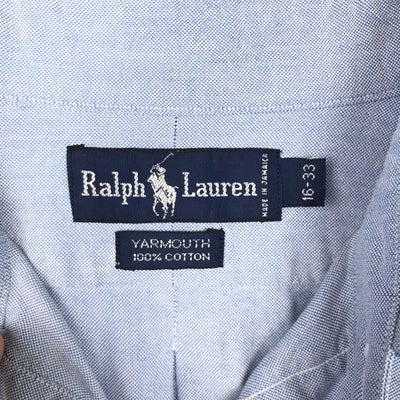 Ralph Lauren
MADE IN JAMAICA
16-33
YARMOUTH
100% COTTON